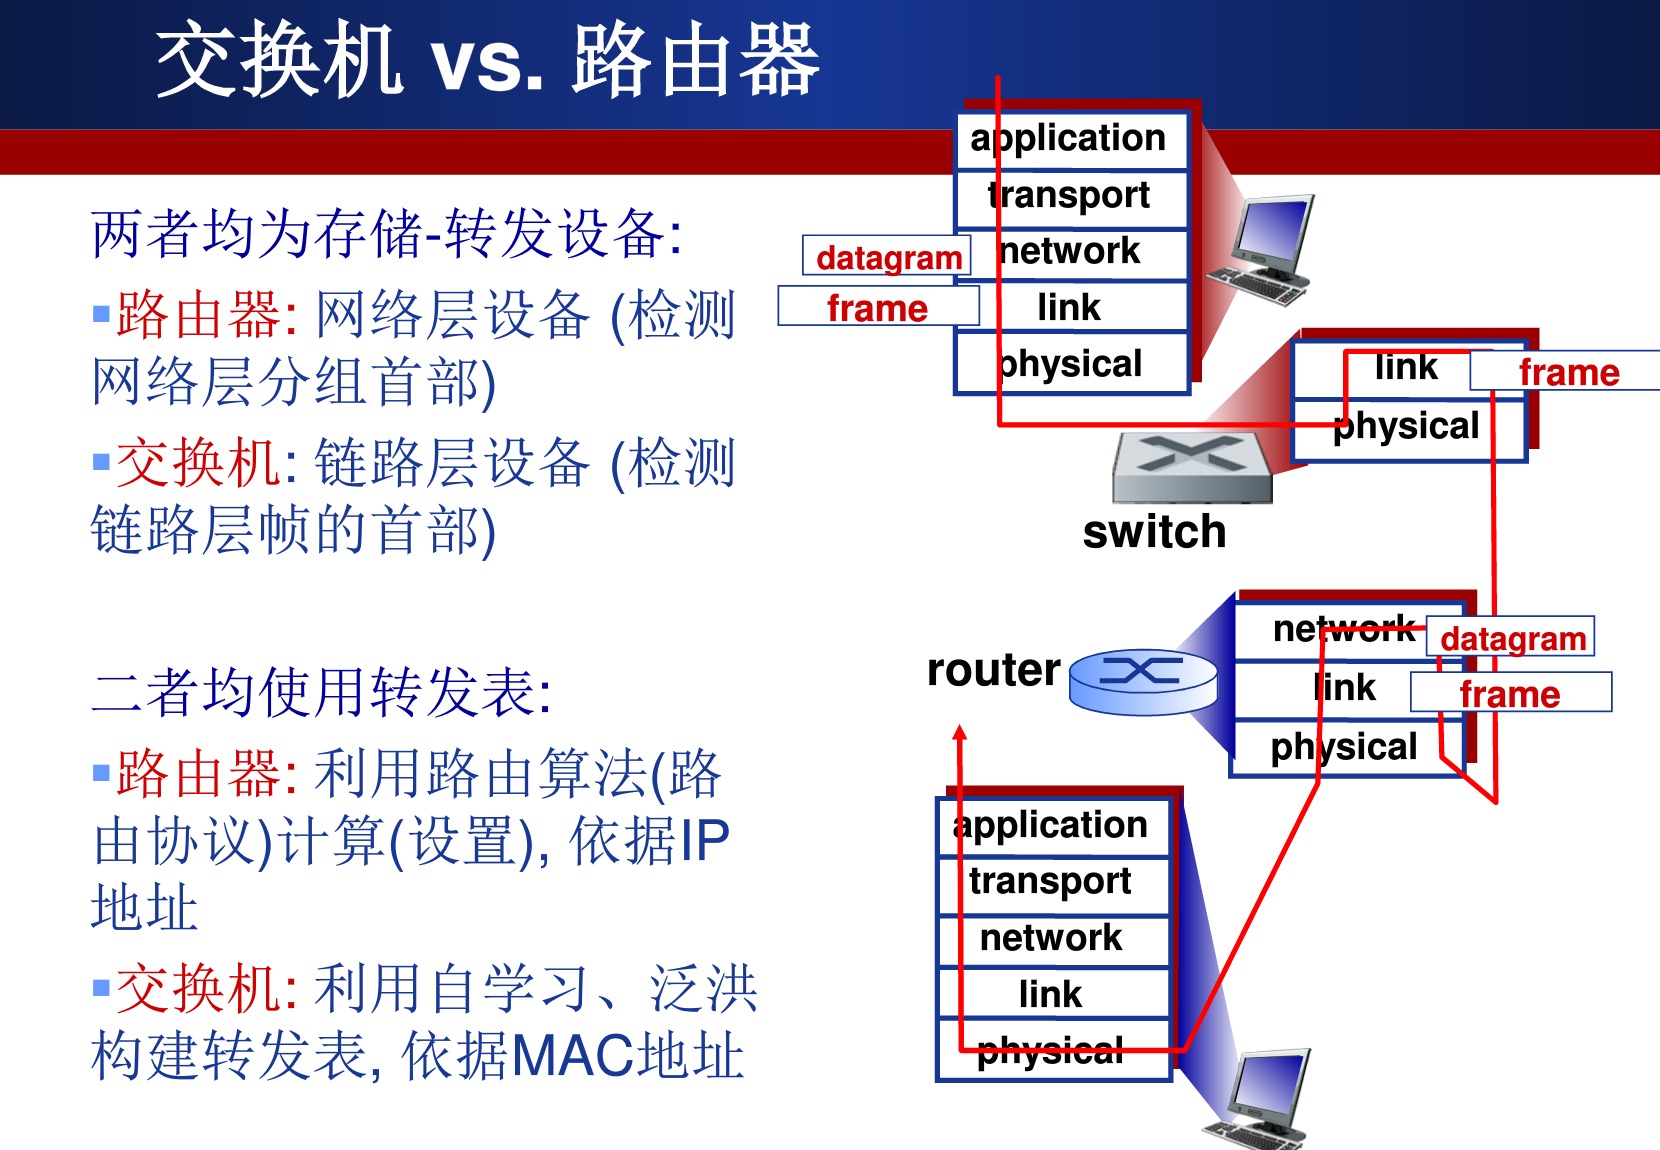 交换机 vs. 路由器
两者均为存储-转发设备:
▪路由器: 网络层设备 (检测
网络层分组首部)
▪交换机: 链路层设备 (检测
链路层帧的首部)
二者均使用转发表:
▪路由器: 利用路由算法(路
由协议)计算(设置), 依据IP
地址
▪交换机: 利用自学习、泛洪
构建转发表, 依据MAC地址
application
transport
network
link
physical
datagram
frame
link
physical
frame
switch
network
link
physical
datagram
frame
router
application
transport
network
link
physical